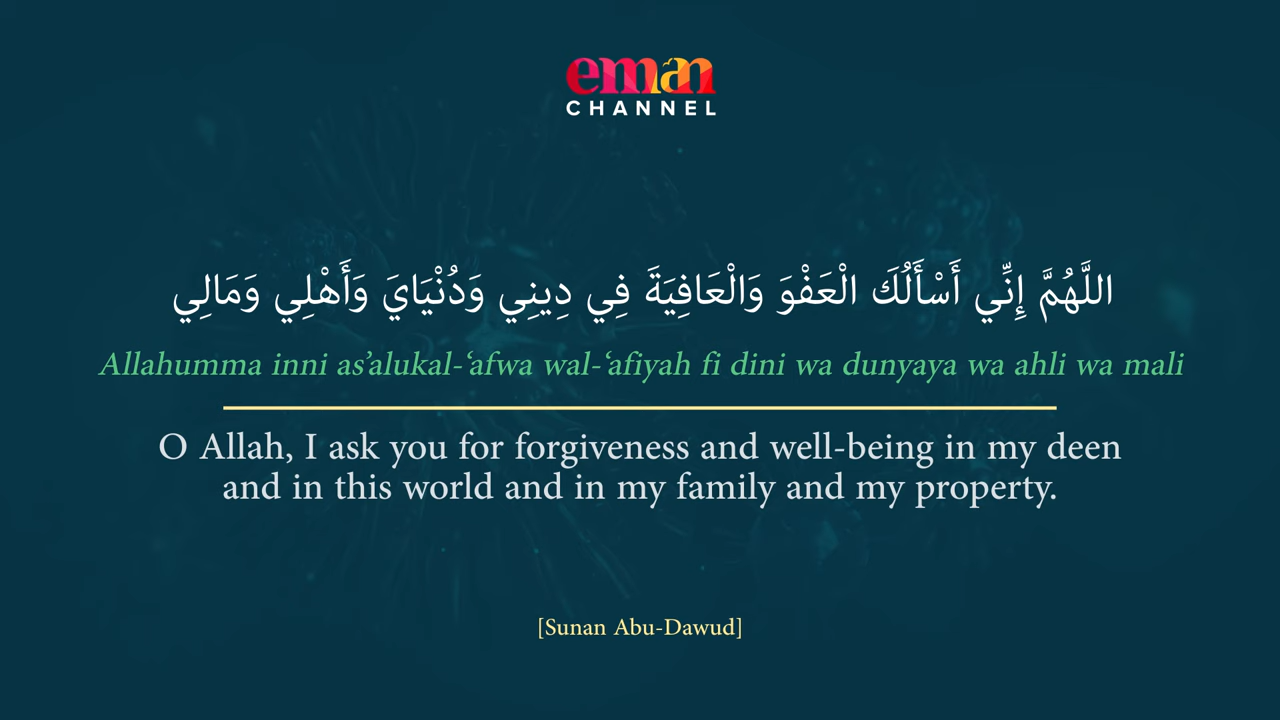 eman
CHANNEL
اللَّهُمَّ إِنِّي أَسْأَلُكَ الْعَفْوَ وَالْعَافِيَةَ فِي دِينِي وَدُنْيَايَ وَأَهْلِي وَمَالِي
Allahumma inni as’alukal-‘afwa wal-‘afiyah fi dini wa dunyaya wa ahli wa mali
O Allah, I ask you for forgiveness and well-being in my deen
and in this world and in my family and my property.
[Sunan Abu-Dawud]